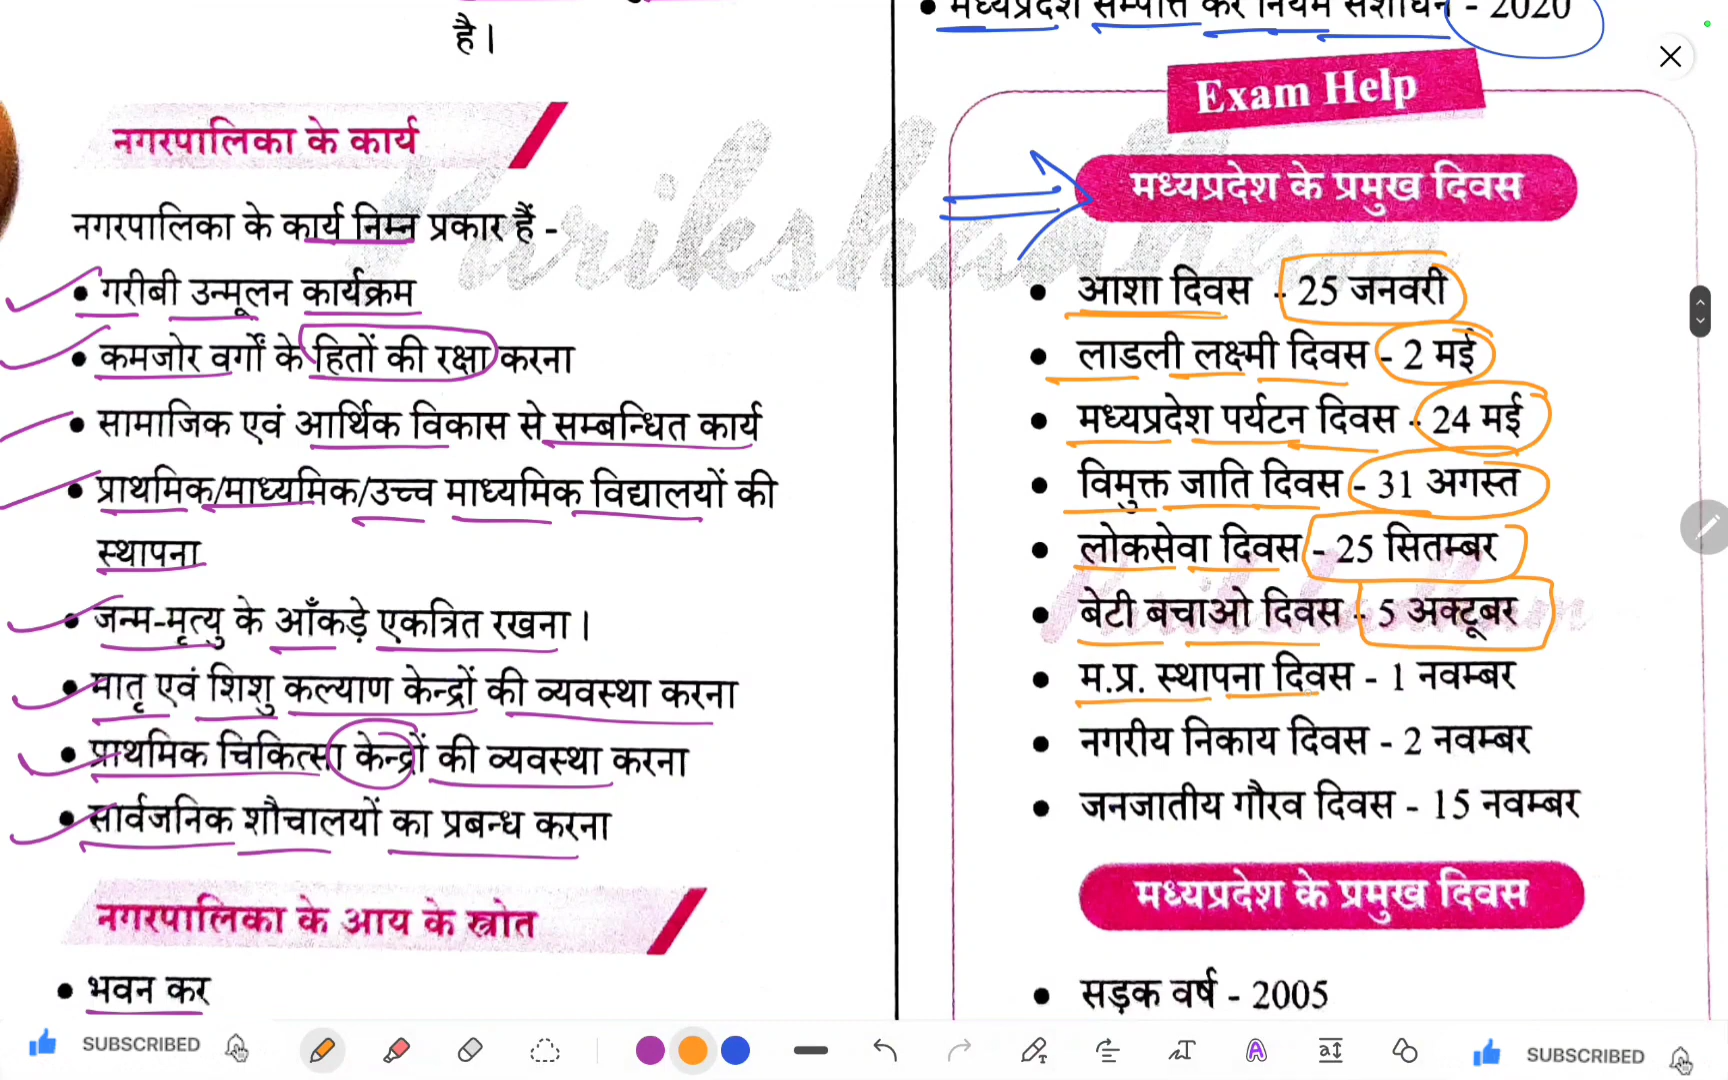 है।
नगरपालिका के कार्य
नगरपालिका के कार्य निम्न प्रकार हैं -
• गरीबी उन्मूलन कार्यक्रम
• कमजोर वर्गों के हितों की रक्षा करना
• सामाजिक एवं आर्थिक विकास से सम्बन्धित कार्य
• प्राथमिक/माध्यमिक/उच्च माध्यमिक विद्यालयों की
स्थापना
• जन्म-मृत्यु के आँकड़े एकत्रित रखना।
• मातृ एवं शिशु कल्याण केन्द्रों की व्यवस्था करना
• प्राथमिक चिकित्सा केन्द्रों की व्यवस्था करना
• सार्वजनिक शौचालयों का प्रबन्ध करना
नगरपालिका के आय के स्त्रोत
• भवन कर
• मध्यप्रदेश सम्पत्ति कर नियम संशोधन - 2020
Exam Help
मध्यप्रदेश के प्रमुख दिवस
• आशा दिवस - 25 जनवरी
• लाडली लक्ष्मी दिवस - 2 मई
• मध्यप्रदेश पर्यटन दिवस - 24 मई
• विमुक्त जाति दिवस - 31 अगस्त
• लोकसेवा दिवस - 25 सितम्बर
• बेटी बचाओ दिवस - 5 अक्टूबर
• म.प्र. स्थापना दिवस - 1 नवम्बर
• नगरीय निकाय दिवस - 2 नवम्बर
• जनजातीय गौरव दिवस - 15 नवम्बर
मध्यप्रदेश के प्रमुख दिवस
• सड़क वर्ष - 2005
SUBSCRIBED
SUBSCRIBED